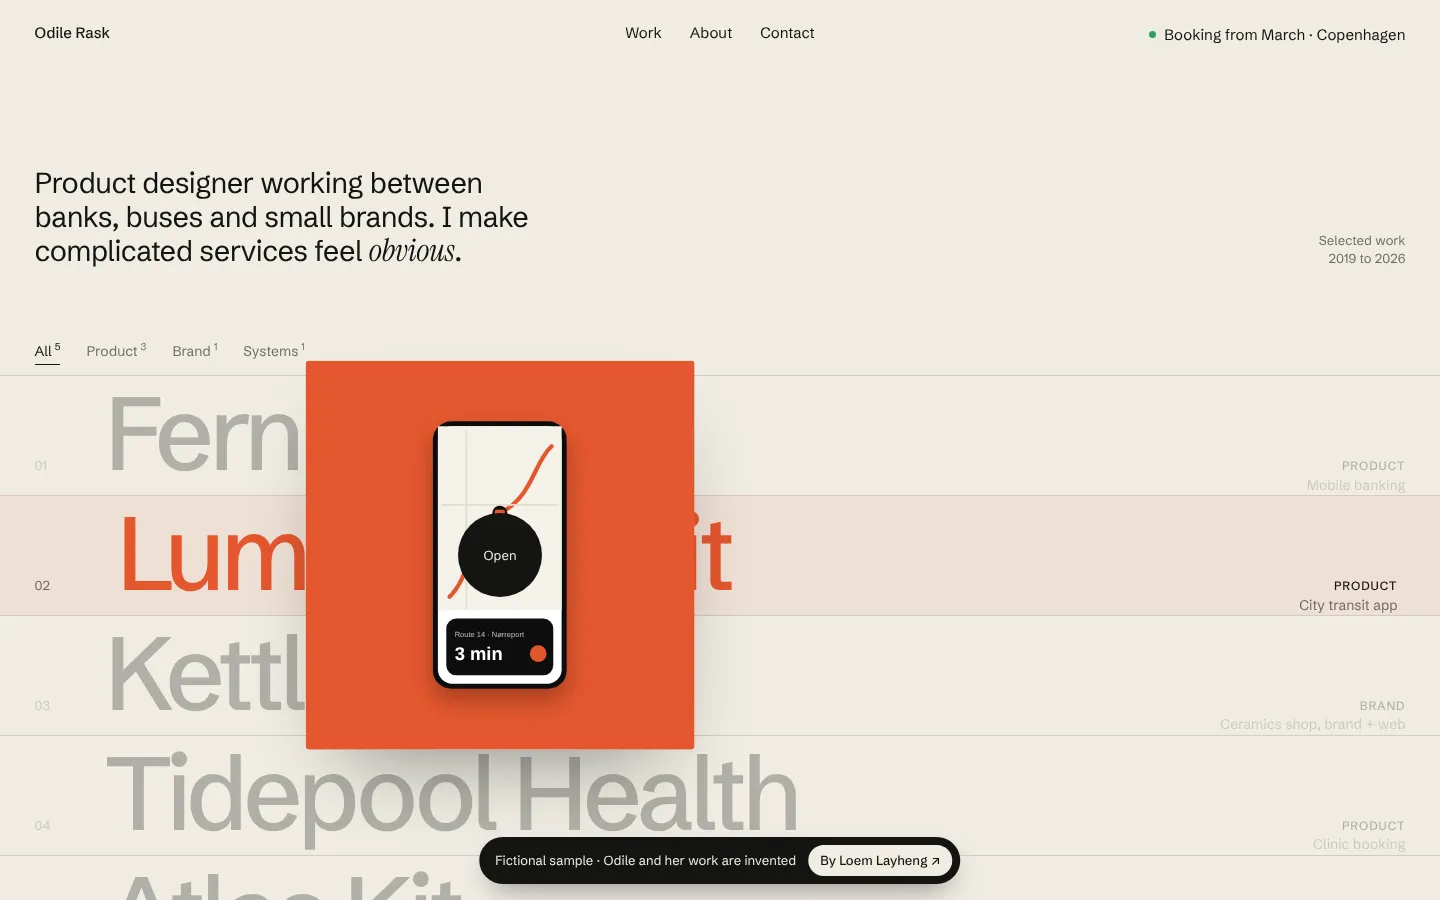 Odile Rask
Work
About
Contact
Booking from March · Copenhagen
Product designer working between
banks, buses and small brands. I make
complicated services feel obvious.
Selected work
2019 to 2026
All 5
Product 3
Brand 1
Systems 1
01
Fern
PRODUCT
Mobile banking
02
Lum
it
PRODUCT
City transit app
Open
Route 14 · Nørreport
3 min
03
Kettl
BRAND
Ceramics shop, brand + web
04
Tidepool Health
PRODUCT
Clinic booking
Atlas Kit
Fictional sample · Odile and her work are invented
By Loem Layheng ↗